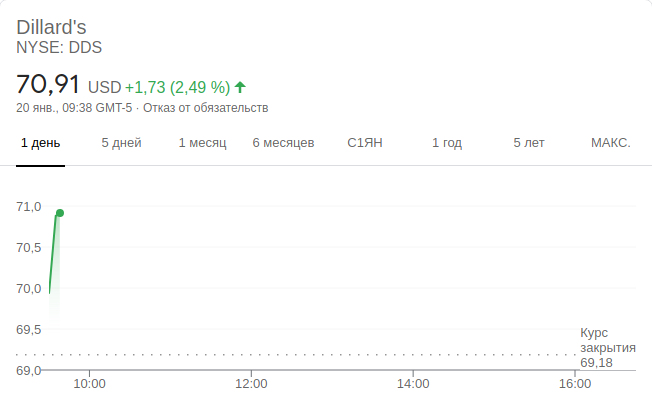 Dillard's
NYSE: DDS
70,91 USD +1,73 (2,49 %)
20 янв., 09:38 GMT-5 · Отказ от обязательств
1 день 5 дней 1 месяц 6 месяцев С1ЯН 1 год 5 лет МАКС.
71,0
70,5
70,0
69,5
Курс
закрытия
69,18
69,0
10:00 12:00 14:00 16:00